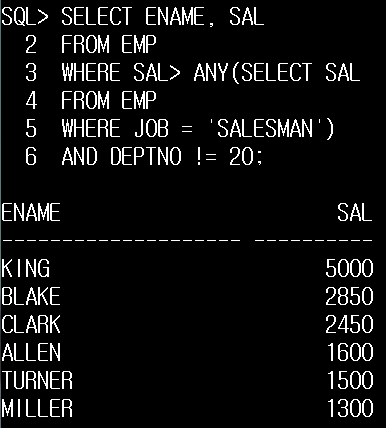 SQL> SELECT ENAME, SAL
2 FROM EMP
3 WHERE SAL> ANY(SELECT SAL
4 FROM EMP
5 WHERE JOB = 'SALESMAN')
6 AND DEPTNO != 20;
ENAME SAL
-------------------- ----------
KING 5000
BLAKE 2850
CLARK 2450
ALLEN 1600
TURNER 1500
MILLER 1300